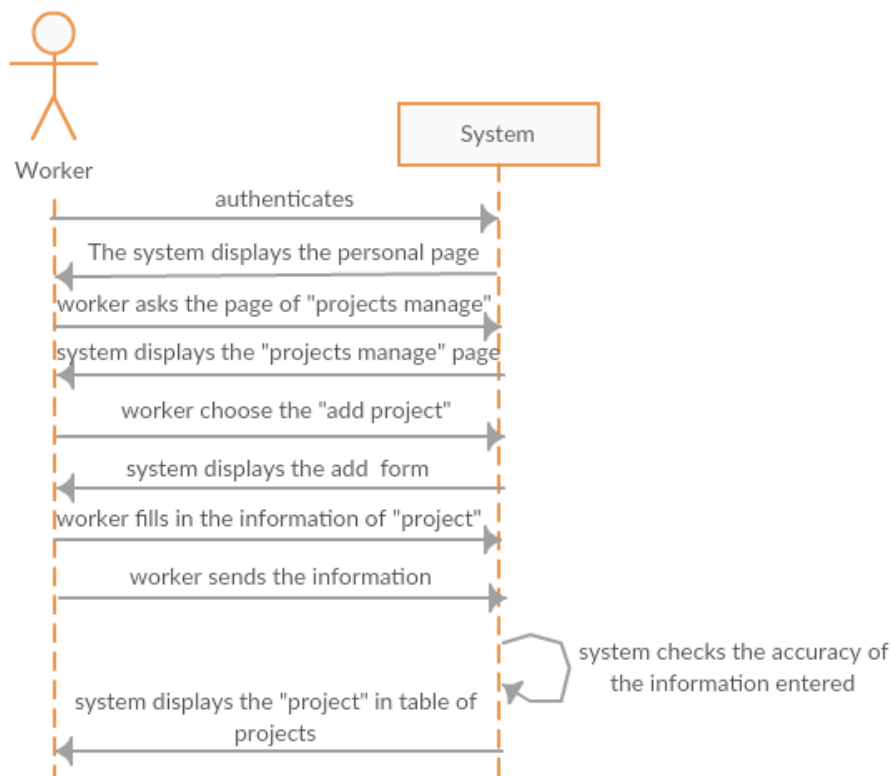 System
Worker
authenticates
The system displays the personal page
worker asks the page of "projects manage"
system displays the "projects manage" page
worker choose the "add project"
system displays the add form
worker fills in the information of "project"
worker sends the information
system checks the accuracy of
the information entered
system displays the "project" in table of
projects